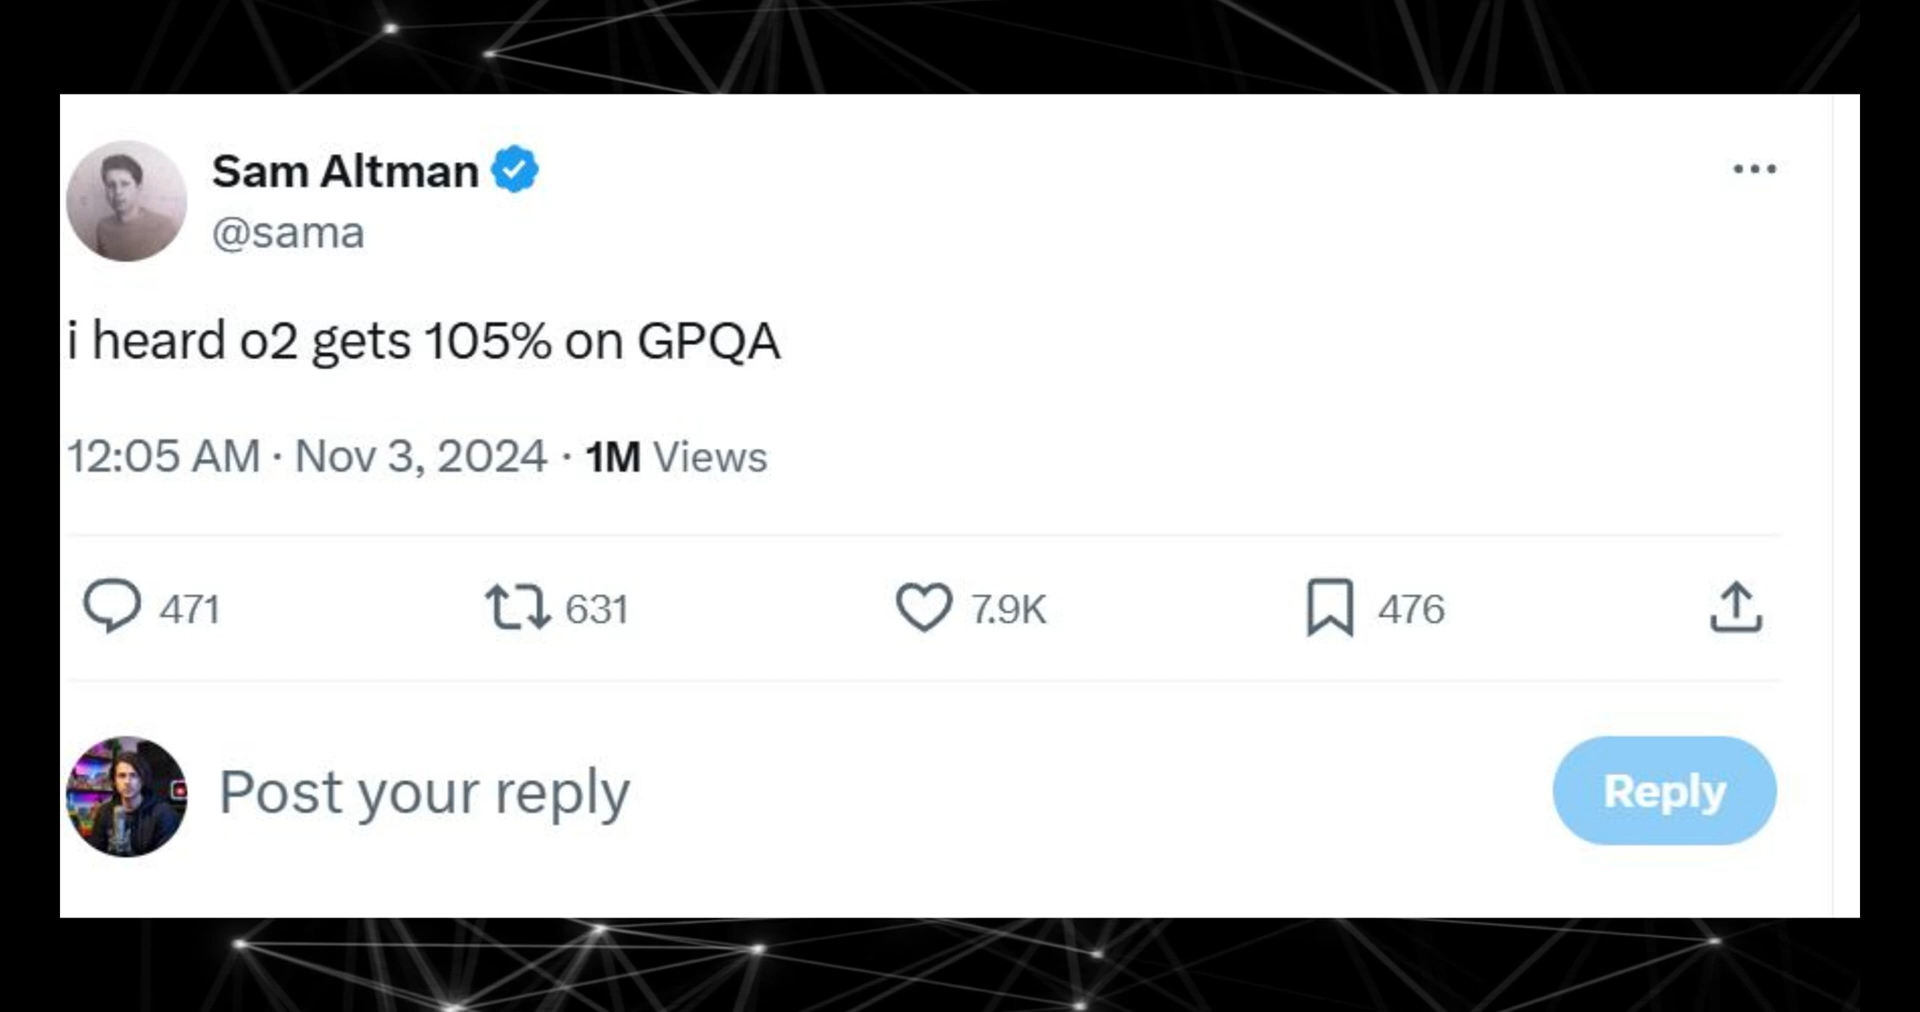 Sam Altman
@sama
i heard o2 gets 105% on GPQA
12:05 AM · Nov 3, 2024 · 1M Views
471 631 7.9K 476
Post your reply Reply